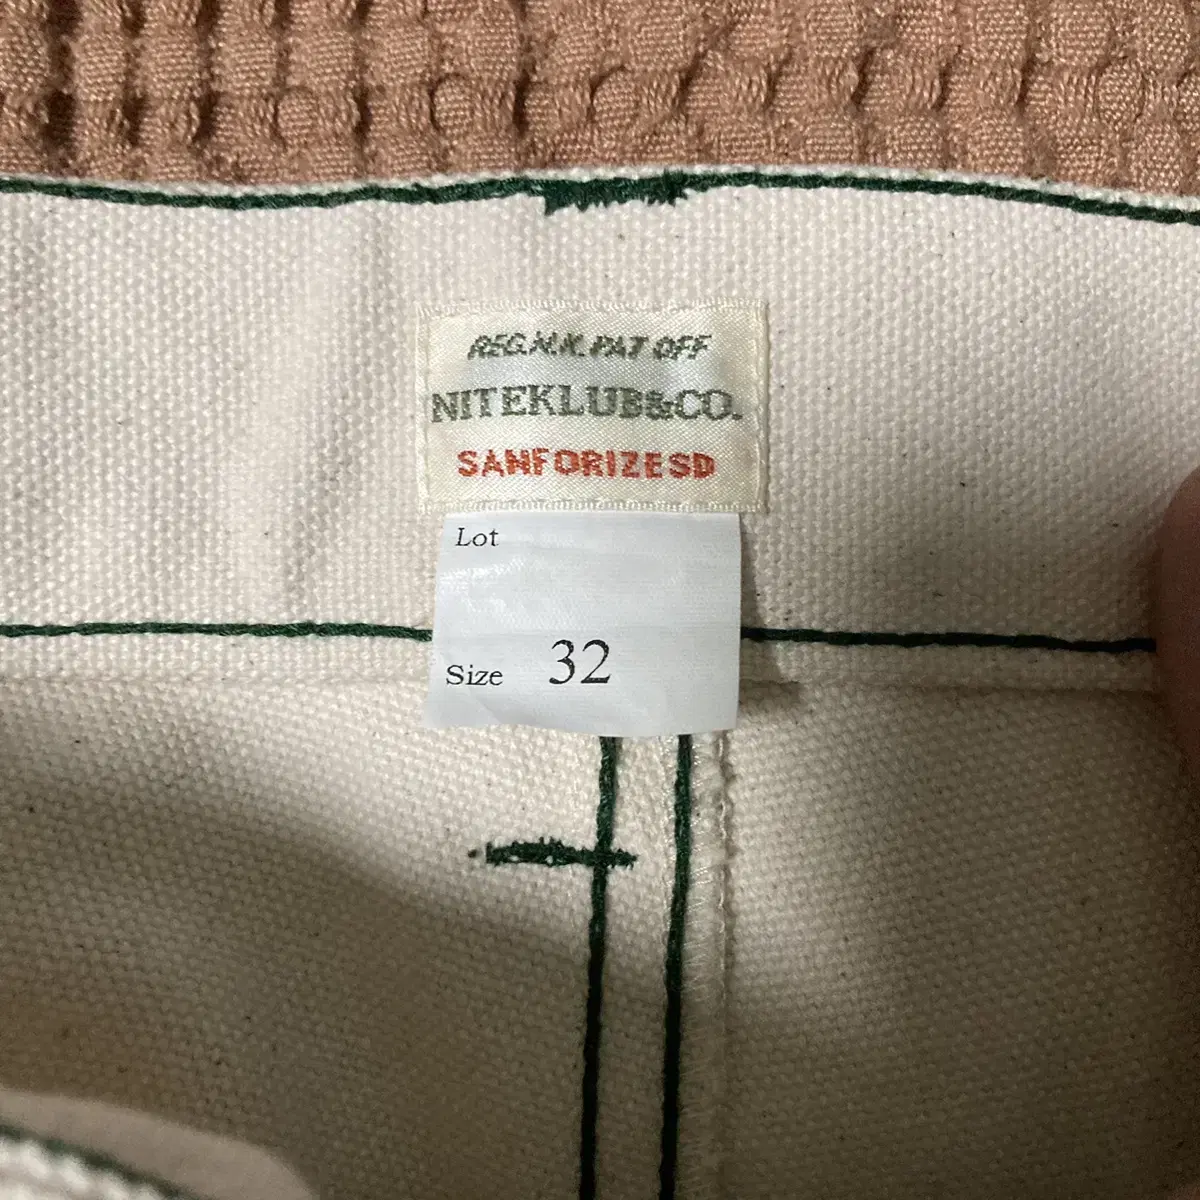 REG.M.K.PAT OFF
NITEKLUB&CO.
SANFORIZESD
Lot
Size 32